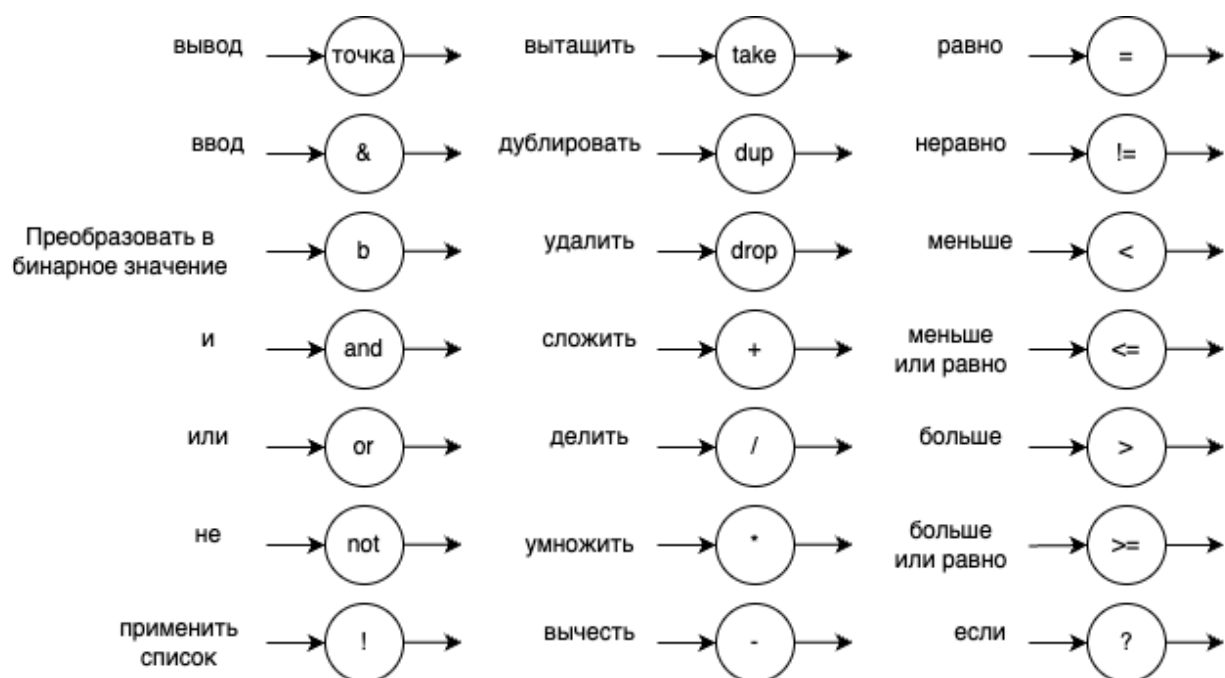 вывод точка вытащить take равно =
ввод & дублировать dup неравно !=
Преобразовать в
бинарное значение b удалить drop меньше <
и and сложить + меньше
или равно <=
или or делить / больше >
не not умножить * больше
или равно >=
применить
список ! вычесть - если ?